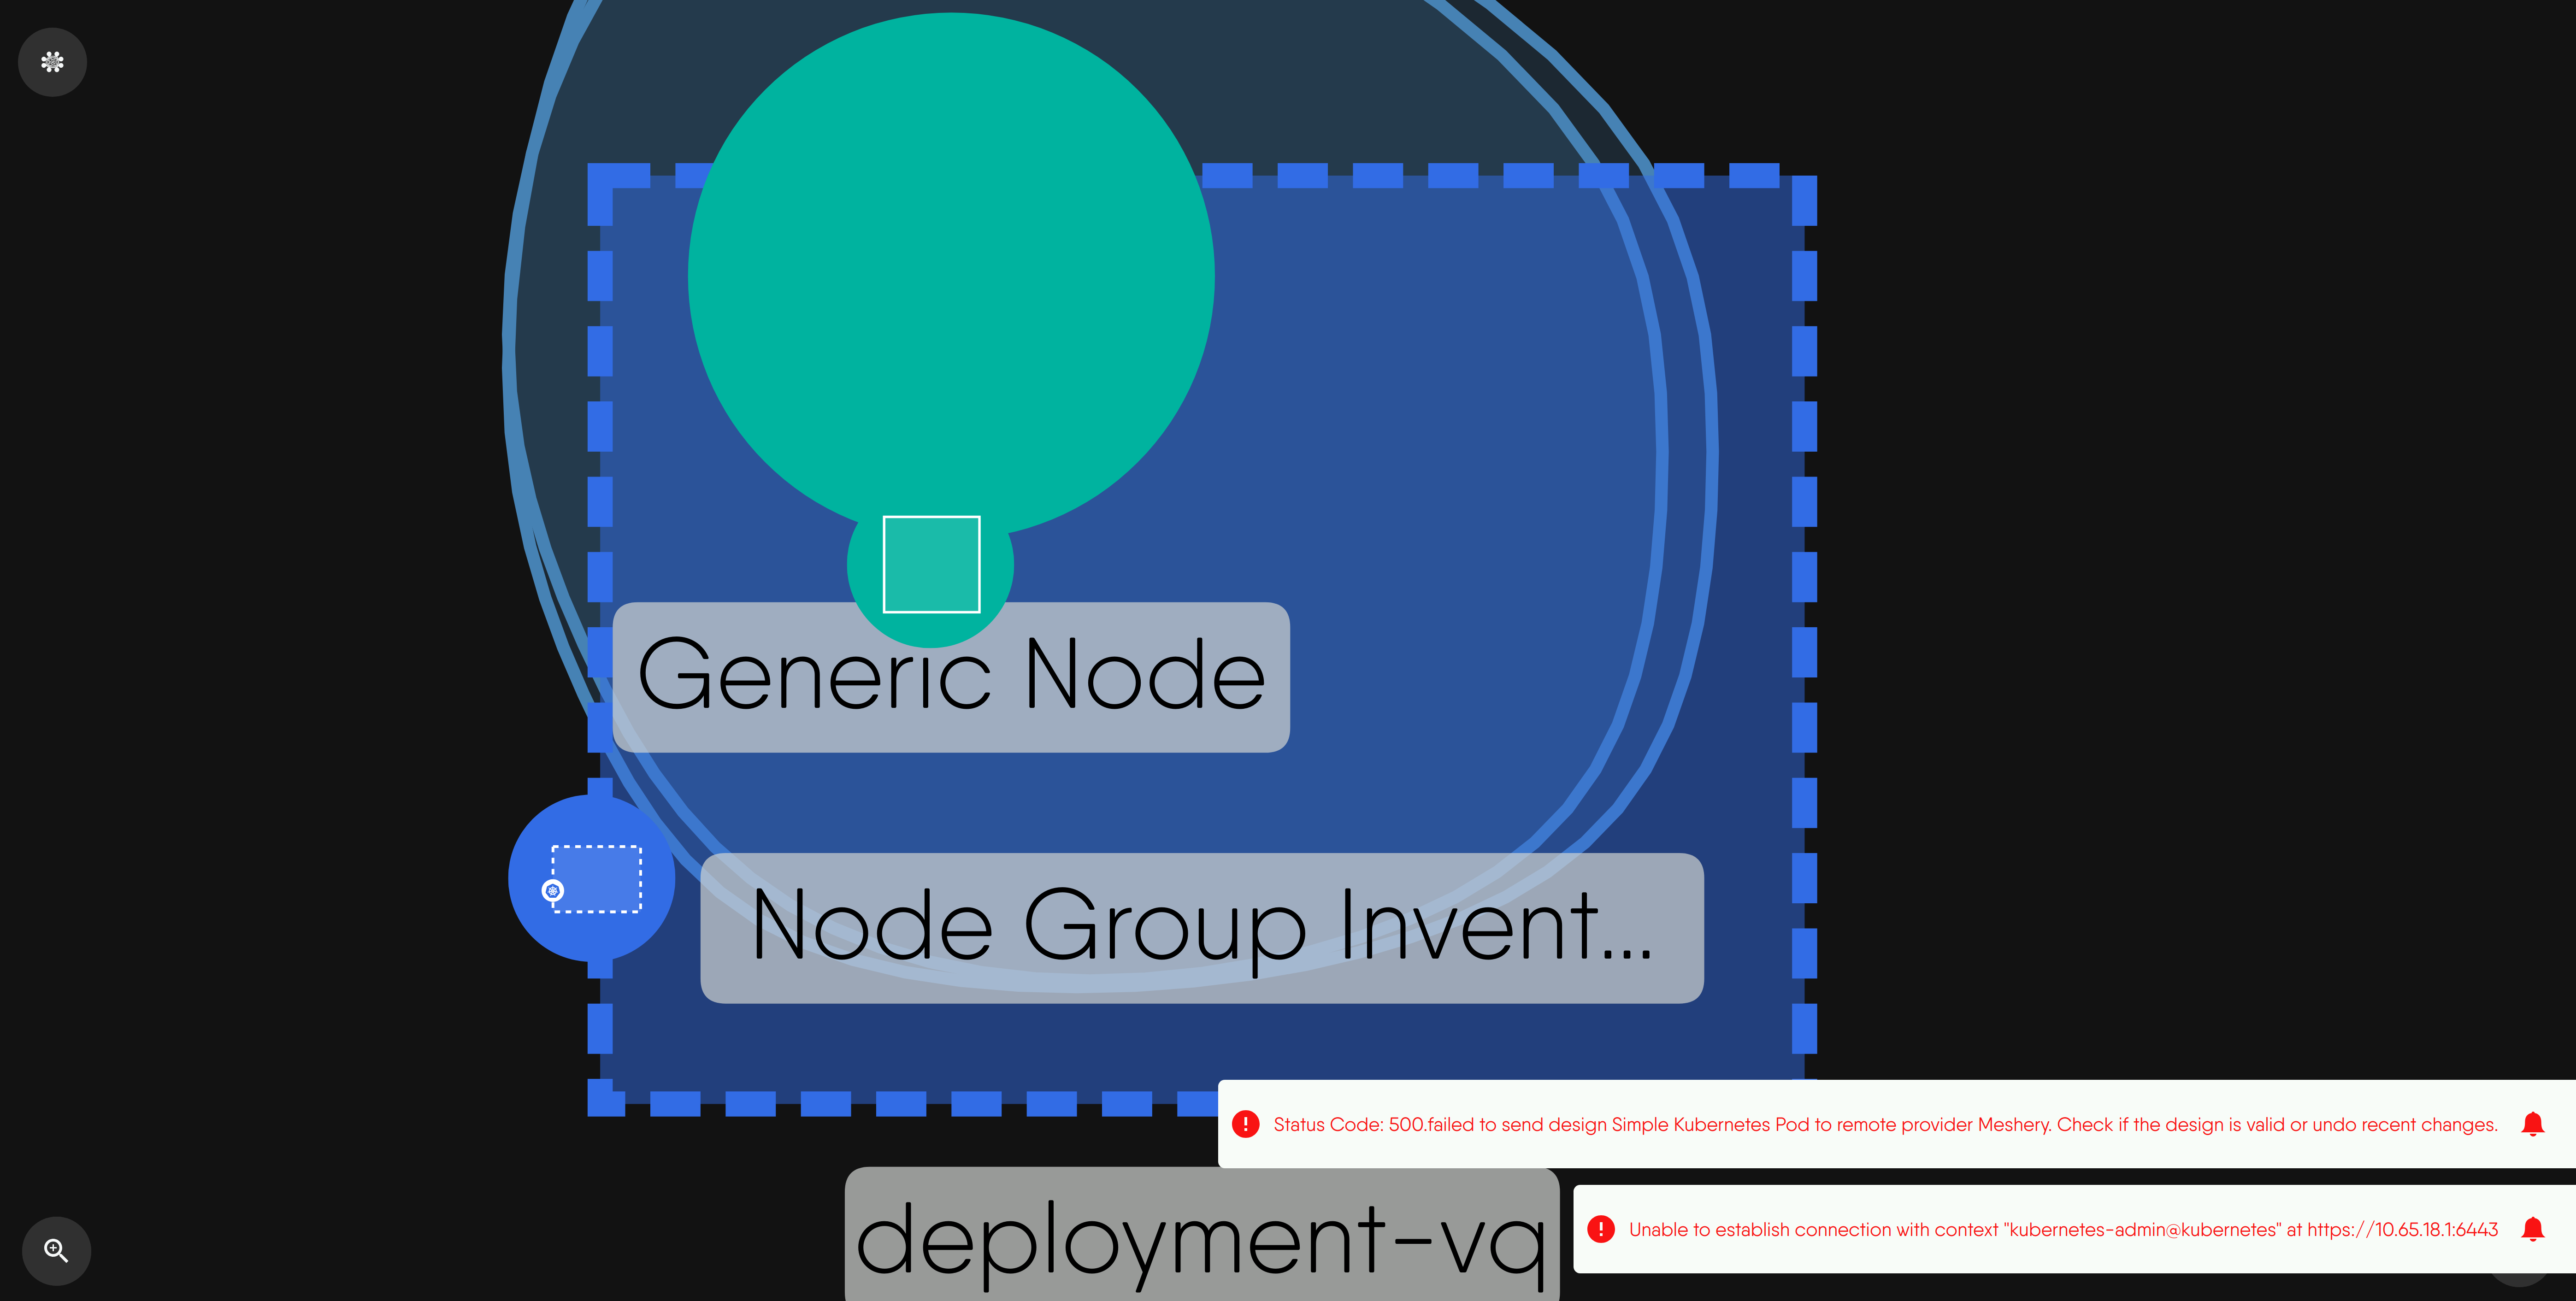 Generic Node
Node Group Invent...
Status Code: 500.failed to send design Simple Kubernetes Pod to remote provider Meshery. Check if the design is valid or undo recent changes.
deployment-vq
Unable to establish connection with context "kubernetes-admin@kubernetes" at https://10.65.18.1:6443